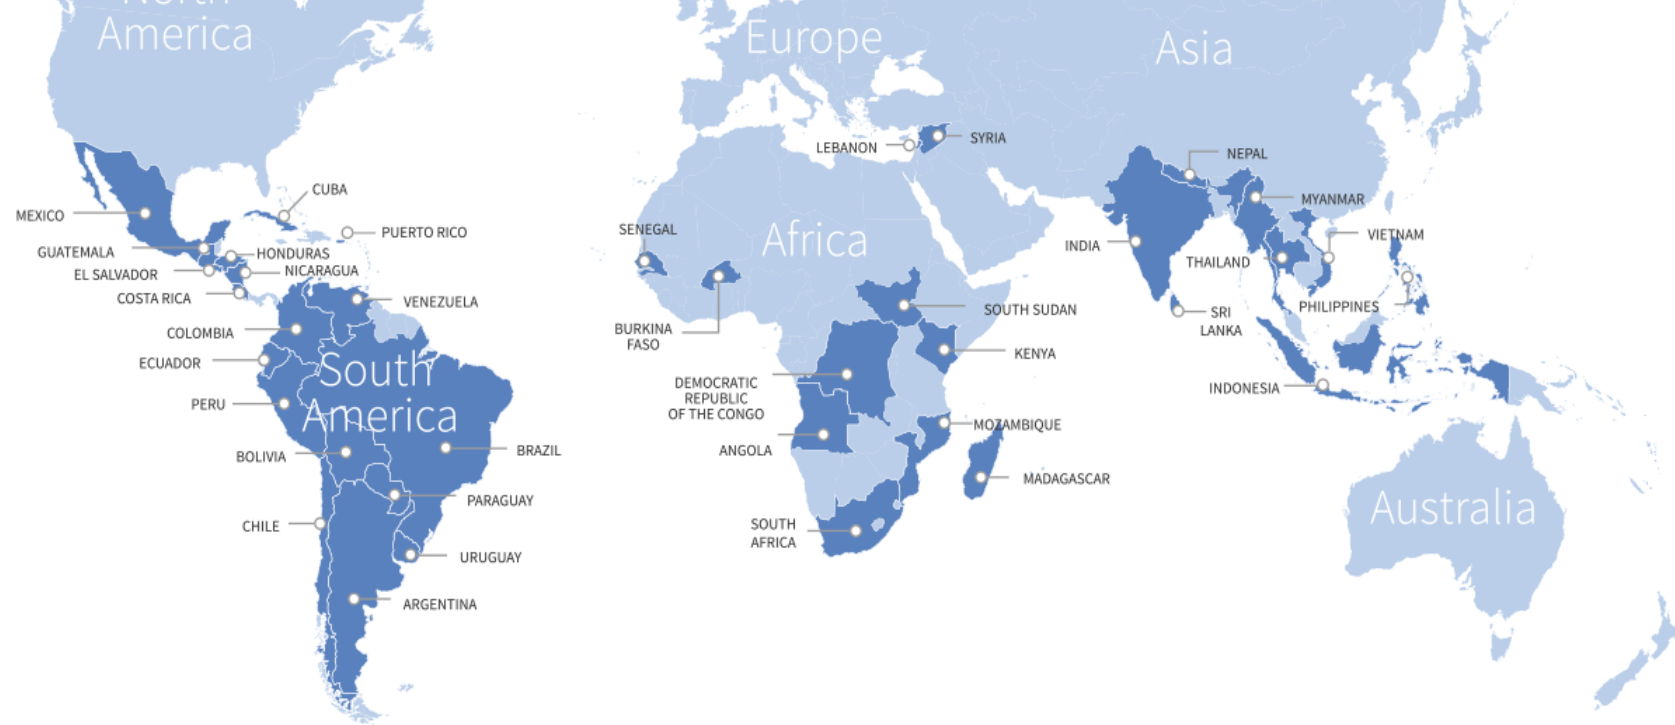 North
America
Europe
Asia
SYRIA
LEBANON
NEPAL
CUBA
MYANMAR
MEXICO
PUERTO RICO
SENEGAL
Africa
VIETNAM
GUATEMALA
HONDURAS
INDIA
THAILAND
EL SALVADOR
NICARAGUA
COSTA RICA
VENEZUELA
SOUTH SUDAN
PHILIPPINES
SRI
LANKA
COLOMBIA
BURKINA
FASO
KENYA
ECUADOR
South
America
DEMOCRATIC
REPUBLIC
OF THE CONGO
INDONESIA
PERU
MOZAMBIQUE
BOLIVIA
BRAZIL
ANGOLA
MADAGASCAR
PARAGUAY
Australia
CHILE
SOUTH
AFRICA
URUGUAY
ARGENTINA